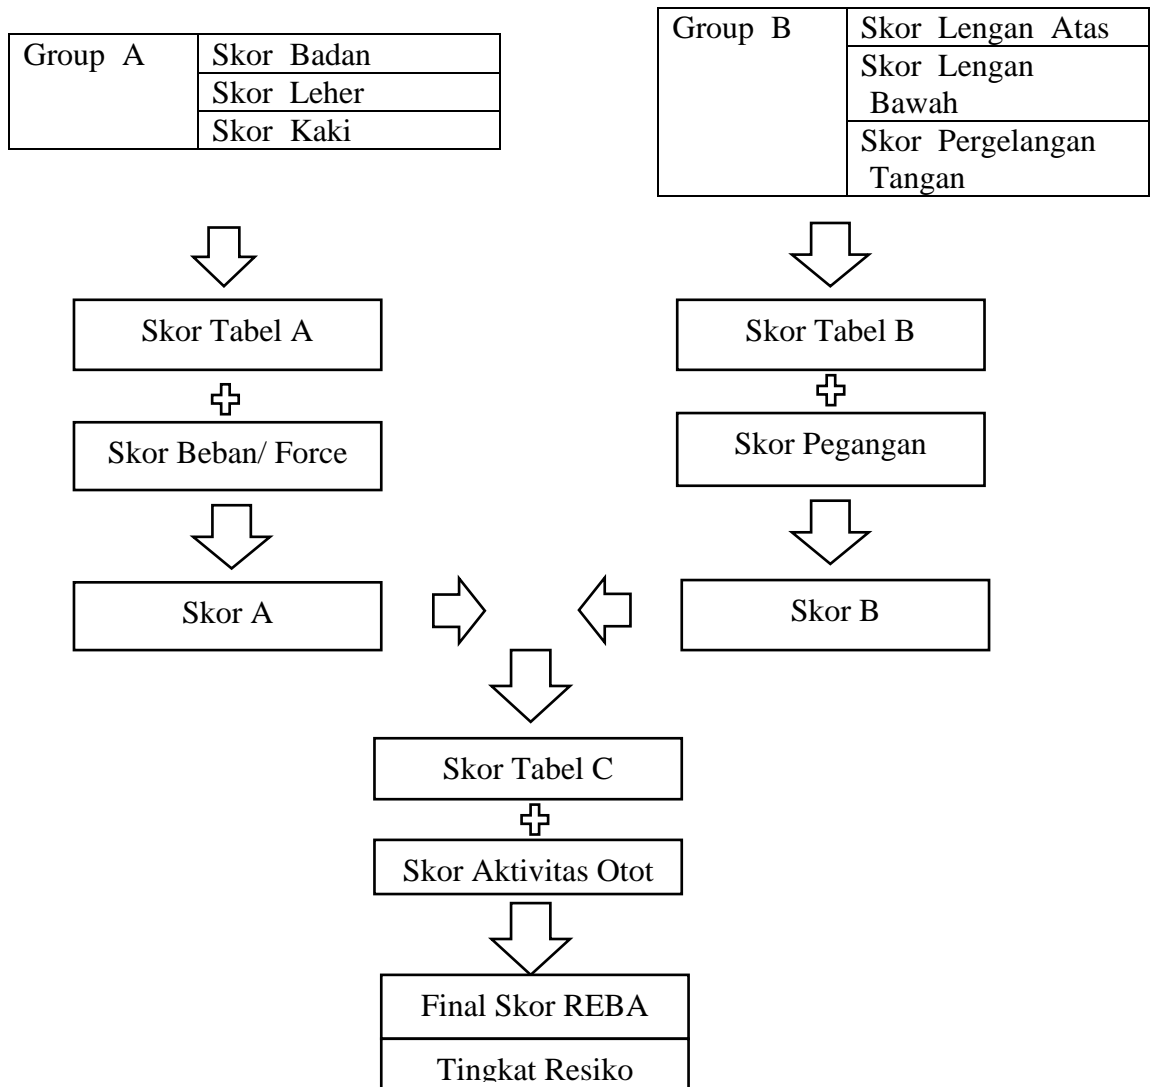 Group A
Skor Badan
Skor Leher
Skor Kaki
Group B
Skor Lengan Atas
Skor Lengan
Bawah
Skor Pergelangan
Tangan
Skor Tabel A
Skor Beban/ Force
Skor A
Skor Tabel B
Skor Pegangan
Skor B
Skor Tabel C
Skor Aktivitas Otot
Final Skor REBA
Tingkat Resiko